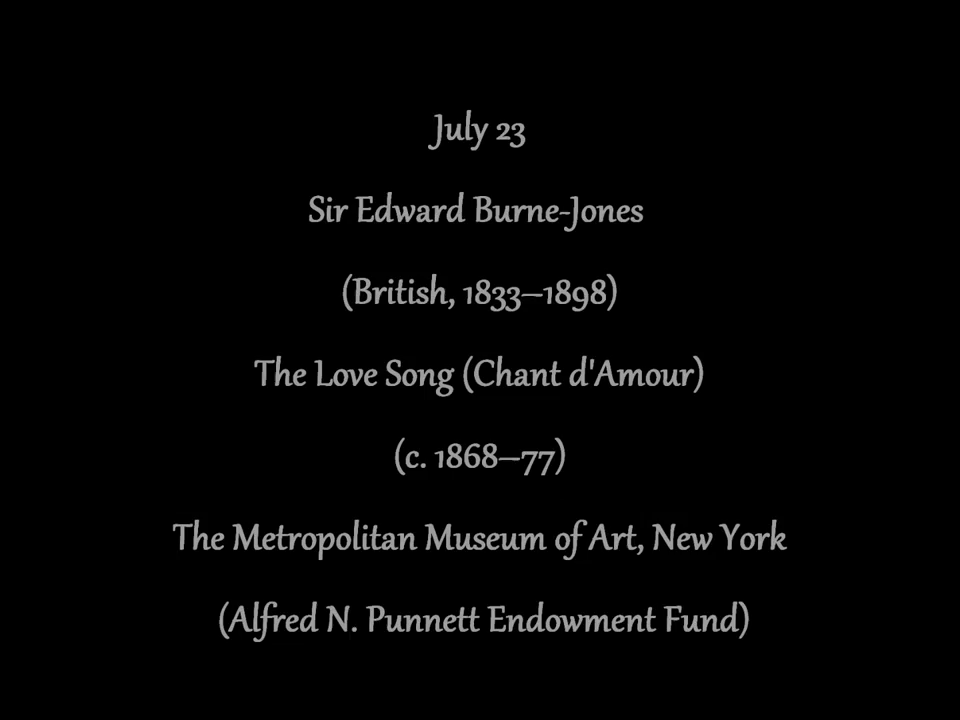 July 23
Sir Edward Burne-Jones
(British, 1833–1898)
The Love Song (Chant d'Amour)
(c. 1868–77)
The Metropolitan Museum of Art, New York
(Alfred N. Punnett Endowment Fund)